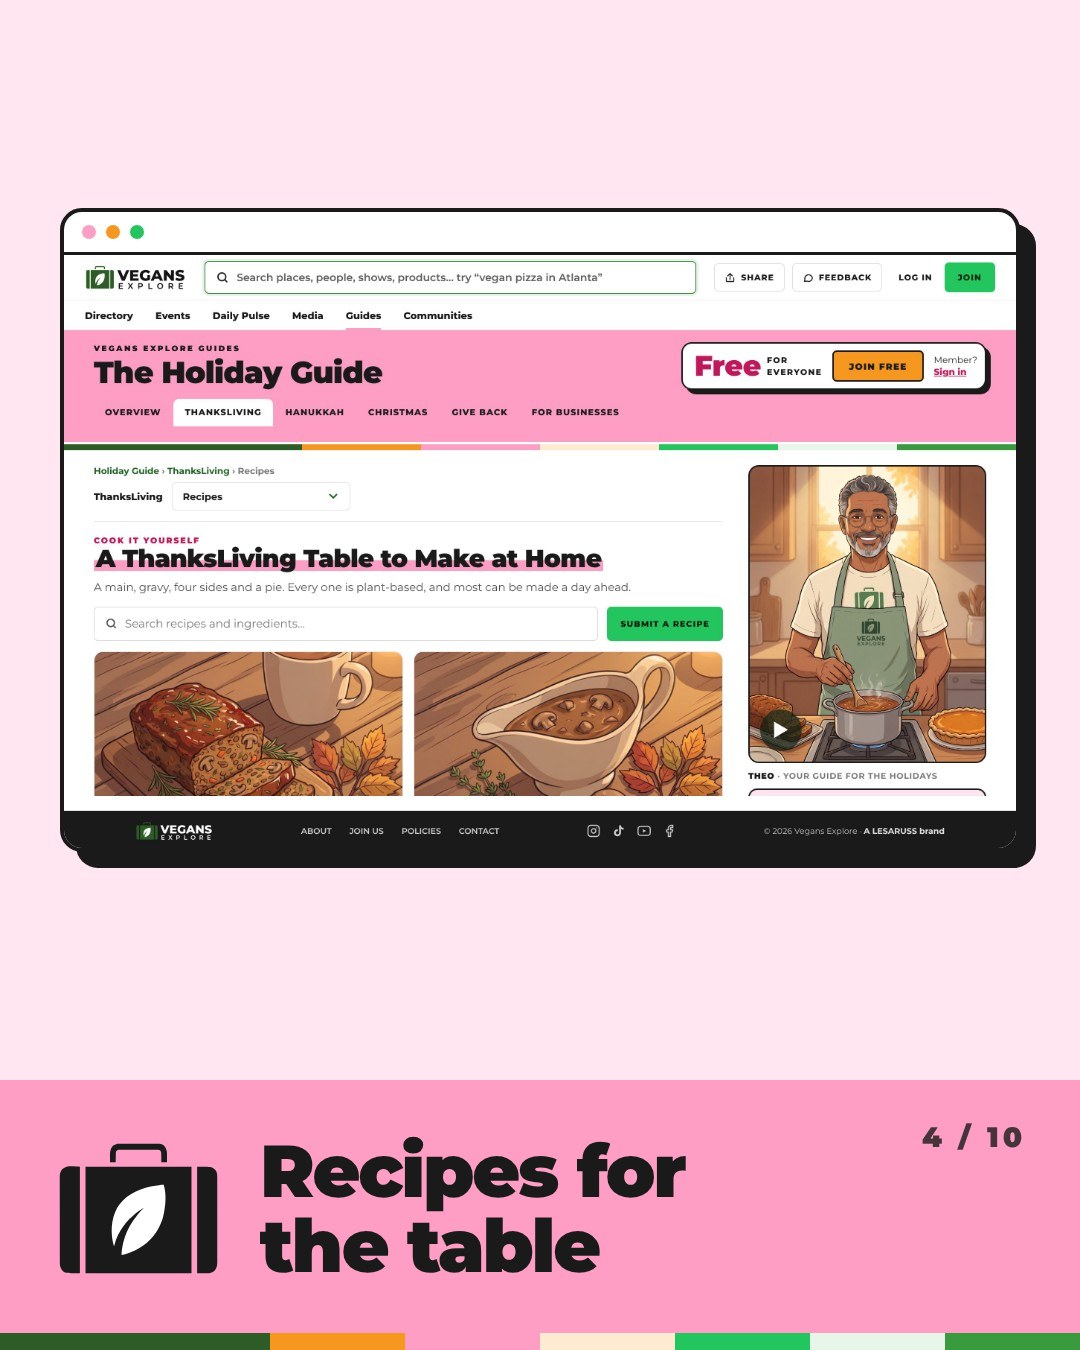 VEGANS
EXPLORE
Search places, people, shows, products... try “vegan pizza in Atlanta”
SHARE
FEEDBACK
LOG IN
JOIN
Directory
Events
Daily Pulse
Media
Guides
Communities
VEGANS EXPLORE GUIDES
The Holiday Guide
Free FOR EVERYONE
JOIN FREE
Member?
Sign in
OVERVIEW
THANKSLIVING
HANUKKAH
CHRISTMAS
GIVE BACK
FOR BUSINESSES
Holiday Guide › ThanksLiving › Recipes
ThanksLiving
Recipes
COOK IT YOURSELF
A ThanksLiving Table to Make at Home
A main, gravy, four sides and a pie. Every one is plant-based, and most can be made a day ahead.
Search recipes and ingredients...
SUBMIT A RECIPE
VEGANS
EXPLORE
THEO · YOUR GUIDE FOR THE HOLIDAYS
VEGANS
EXPLORE
ABOUT
JOIN US
POLICIES
CONTACT
© 2026 Vegans Explore · A LESARUSS brand
4 / 10
Recipes for
the table